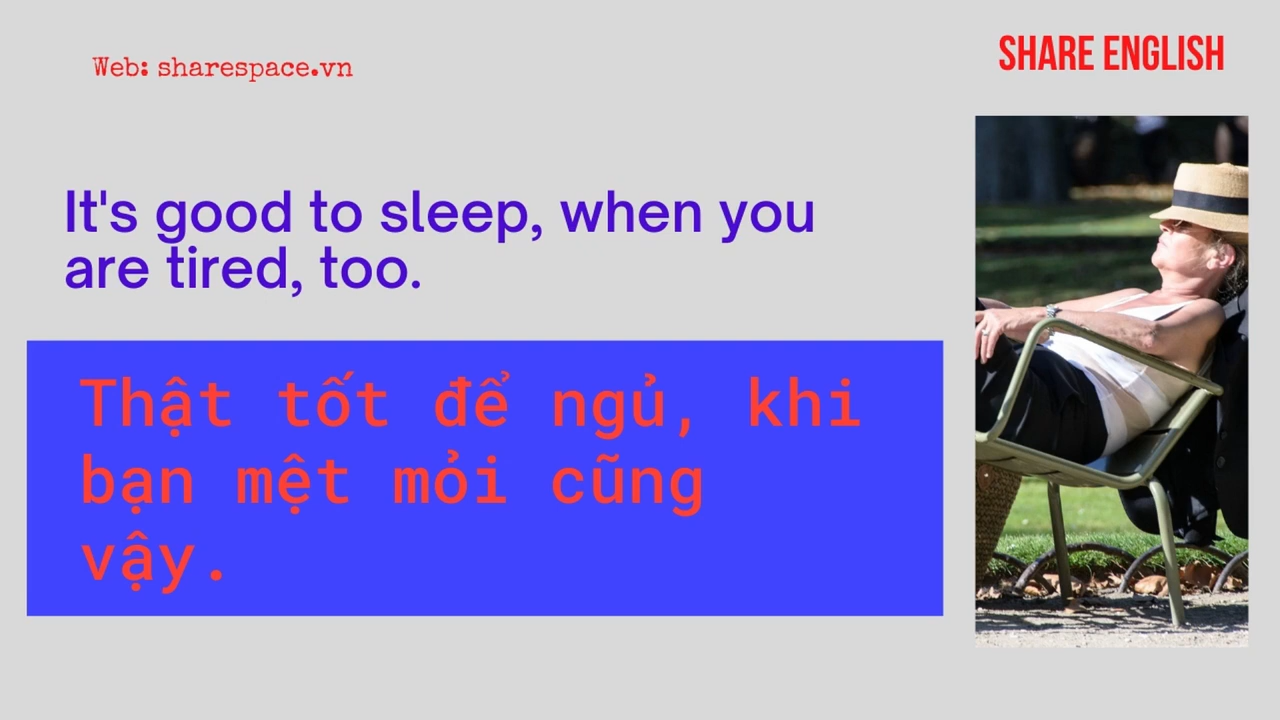 Web: sharespace.vn
SHARE ENGLISH
It's good to sleep, when you
are tired, too.
Thật tốt để ngủ, khi
bạn mệt mỏi cũng
vậy.